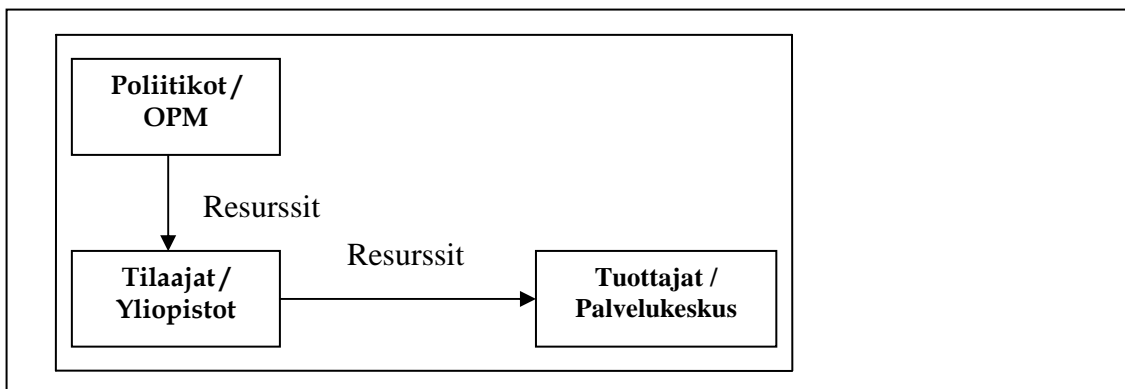 Poliitikot /
OPM
Resurssit
Resurssit
Tilaajat /
Yliopistot
Tuottajat /
Palvelukeskus